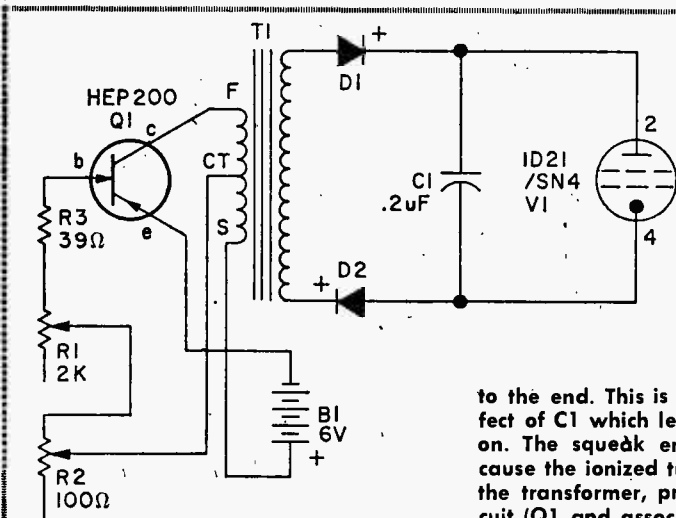 T1
+
D1
HEP200
Q1
c
F
b
CT
S
e
R3
39Ω
R1
2K
R2
100Ω
B1
6V
+
+ D2
C1
.2uF
1D21
/SN4
V1
2
4
to the end. This is
fect of C1 which le
on. The squeak en
cause the ionized tu
the transformer, pr
cuit (Q1 and assoc